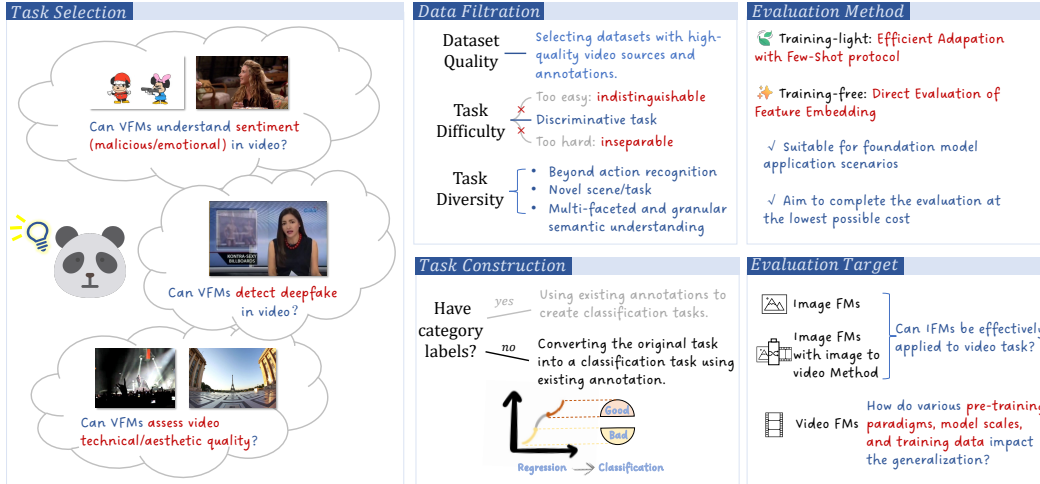 Task Selection
Can VFMs understand sentiment
(malicious/emotional) in video?
KONTRA-SEXY
BILLBOARDS
Can VFMs detect deepfake
in video?
Can VFMs assess video
technical/aesthetic quality?
Data Filtration
Dataset
Quality
Selecting datasets with high-
quality video sources and
annotations.
Task
Difficulty
Too easy: indistinguishable
Discriminative task
Too hard: inseparable
Task
Diversity
• Beyond action recognition
• Novel scene/task
• Multi-faceted and granular
semantic understanding
Task Construction
Have
category
labels?
yes
Using existing annotations to
create classification tasks.
no
Converting the original task
into a classification task using
existing annotation.
Good
Bad
Regression
Classification
Evaluation Method
Training-light: Efficient Adapation
with Few-Shot protocol
Training-free: Direct Evaluation of
Feature Embedding
√ Suitable for foundation model
application scenarios
√ Aim to complete the evaluation at
the lowest possible cost
Evaluation Target
Image FMs
Image FMs
with image to
video Method
Can IFMs be effectively
applied to video task?
Video FMs
How do various pre-training
paradigms, model scales,
and training data impact
the generalization?